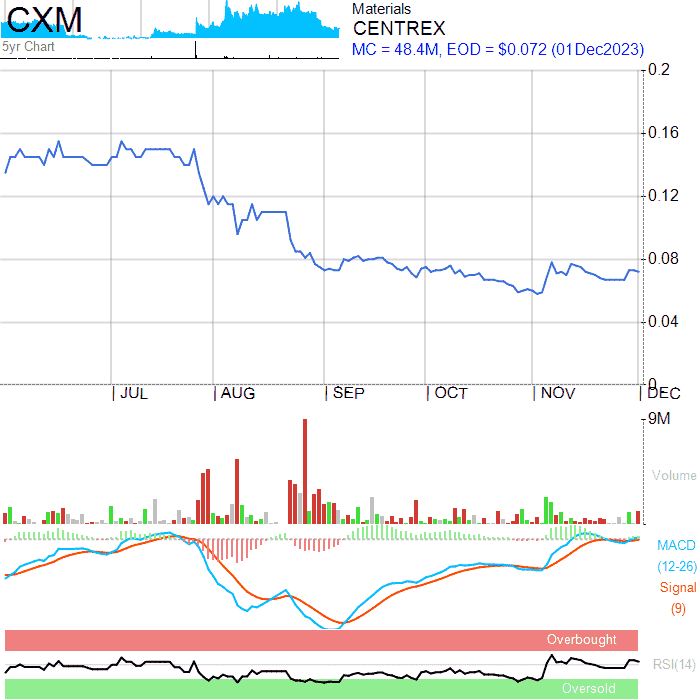 CXM
5yr Chart
Materials
CENTREX
MC = 48.4M, EOD = $0.072 (01Dec2023)
0.2
0.16
0.12
0.08
0.04
0
JUL AUG SEP OCT NOV DEC
9M
Volume
MACD
(12-26)
Signal
(9)
Overbought
RSI(14)
Oversold